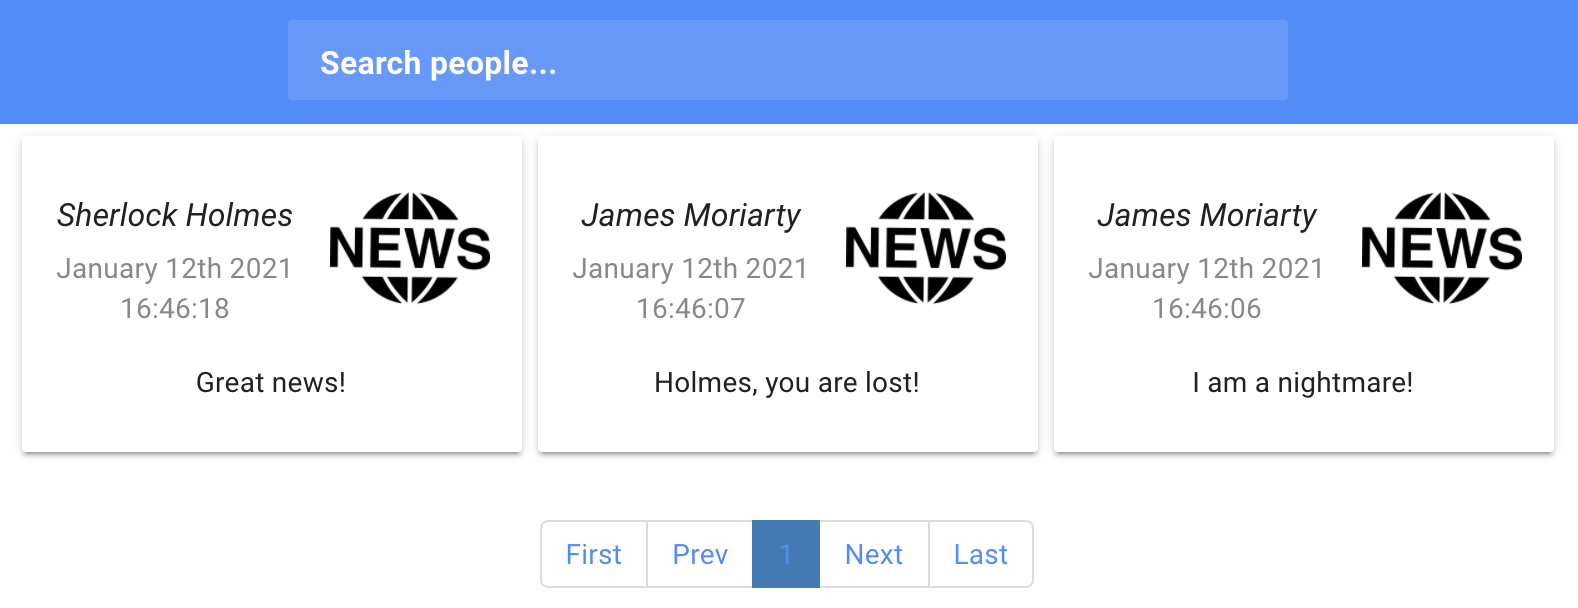 Search people...
Sherlock Holmes
January 12th 2021
16:46:18
NEWS
Great news!
James Moriarty
January 12th 2021
16:46:07
NEWS
Holmes, you are lost!
James Moriarty
January 12th 2021
16:46:06
NEWS
I am a nightmare!
First Prev 1 Next Last